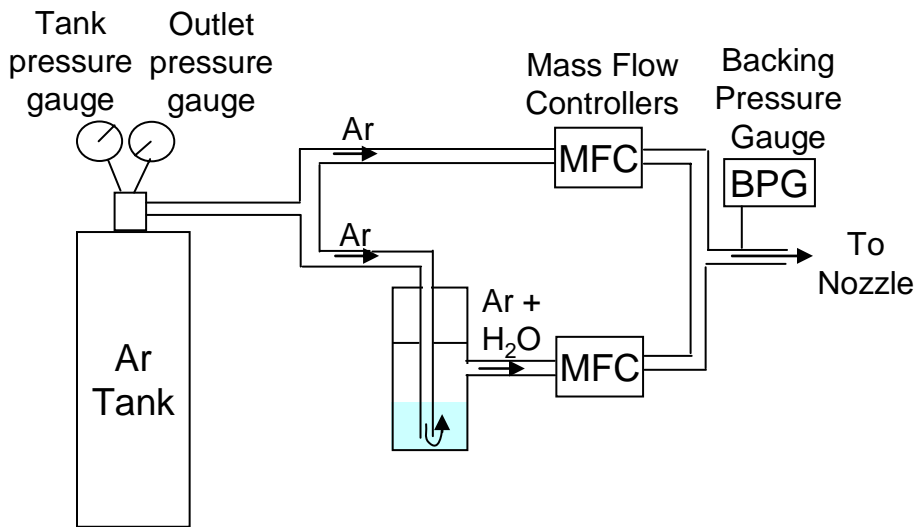 Tank
pressure
gauge
Outlet
pressure
gauge
Mass Flow
Controllers
Backing
Pressure
Gauge
Ar
MFC
BPG
Ar
To
Nozzle
Ar +
H₂O
MFC
Ar
Tank